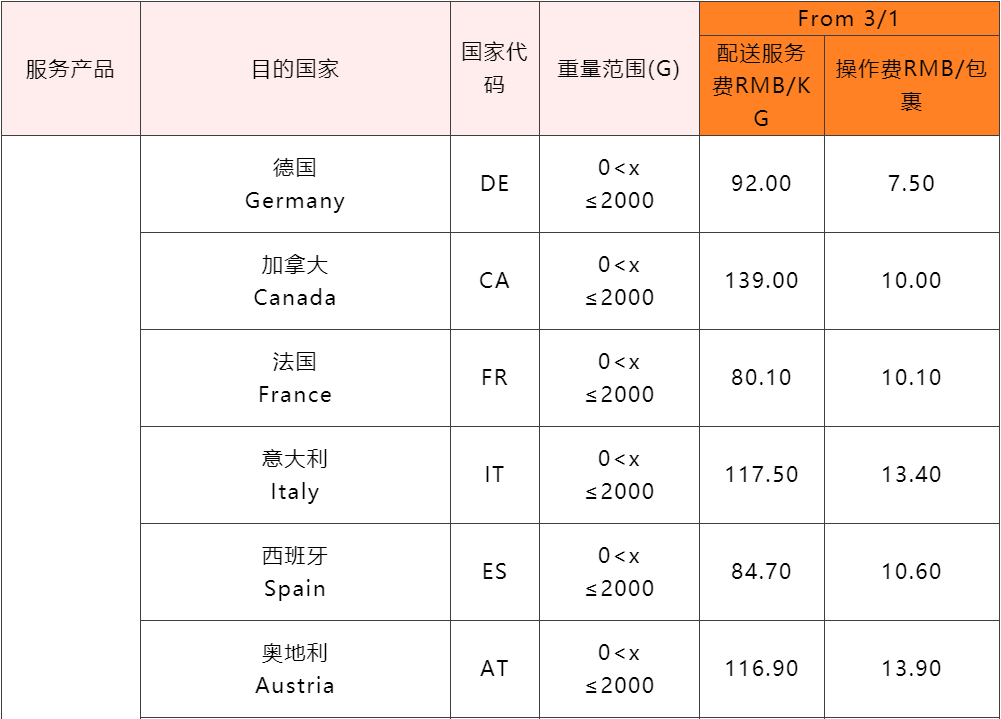 服务产品
目的国家
国家代
码
重量范围(G)
From 3/1
配送服务
费RMB/K
G
操作费RMB/包
裹
德国
Germany
DE
0<x
≤2000
92.00
7.50
加拿大
Canada
CA
0<x
≤2000
139.00
10.00
法国
France
FR
0<x
≤2000
80.10
10.10
意大利
Italy
IT
0<x
≤2000
117.50
13.40
西班牙
Spain
ES
0<x
≤2000
84.70
10.60
奥地利
Austria
AT
0<x
≤2000
116.90
13.90